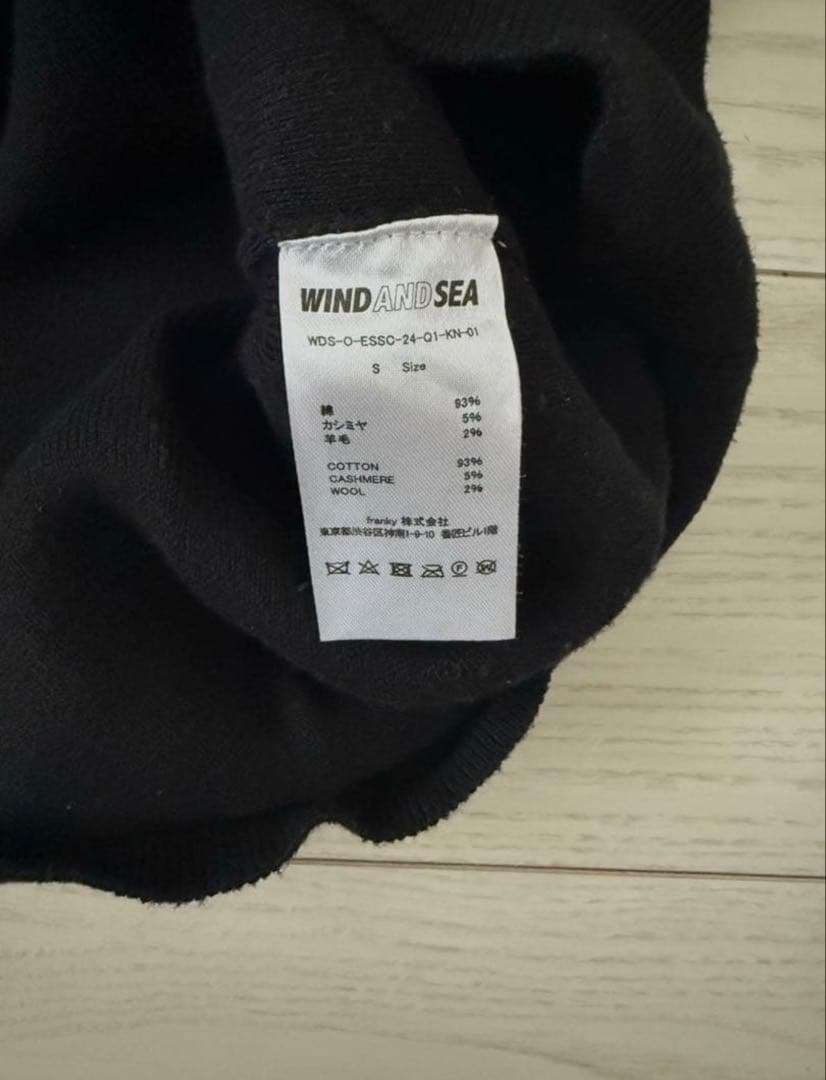 WINDANDSEA
WDS-O-ESSC-24-Q1-KN-01
S Size
綿 93%
カシミヤ 5%
羊毛 2%
COTTON 93%
CASHMERE 5%
WOOL 2%
franky 株式会社
東京都渋谷区神南1-9-10 番匠ビル1階
F W